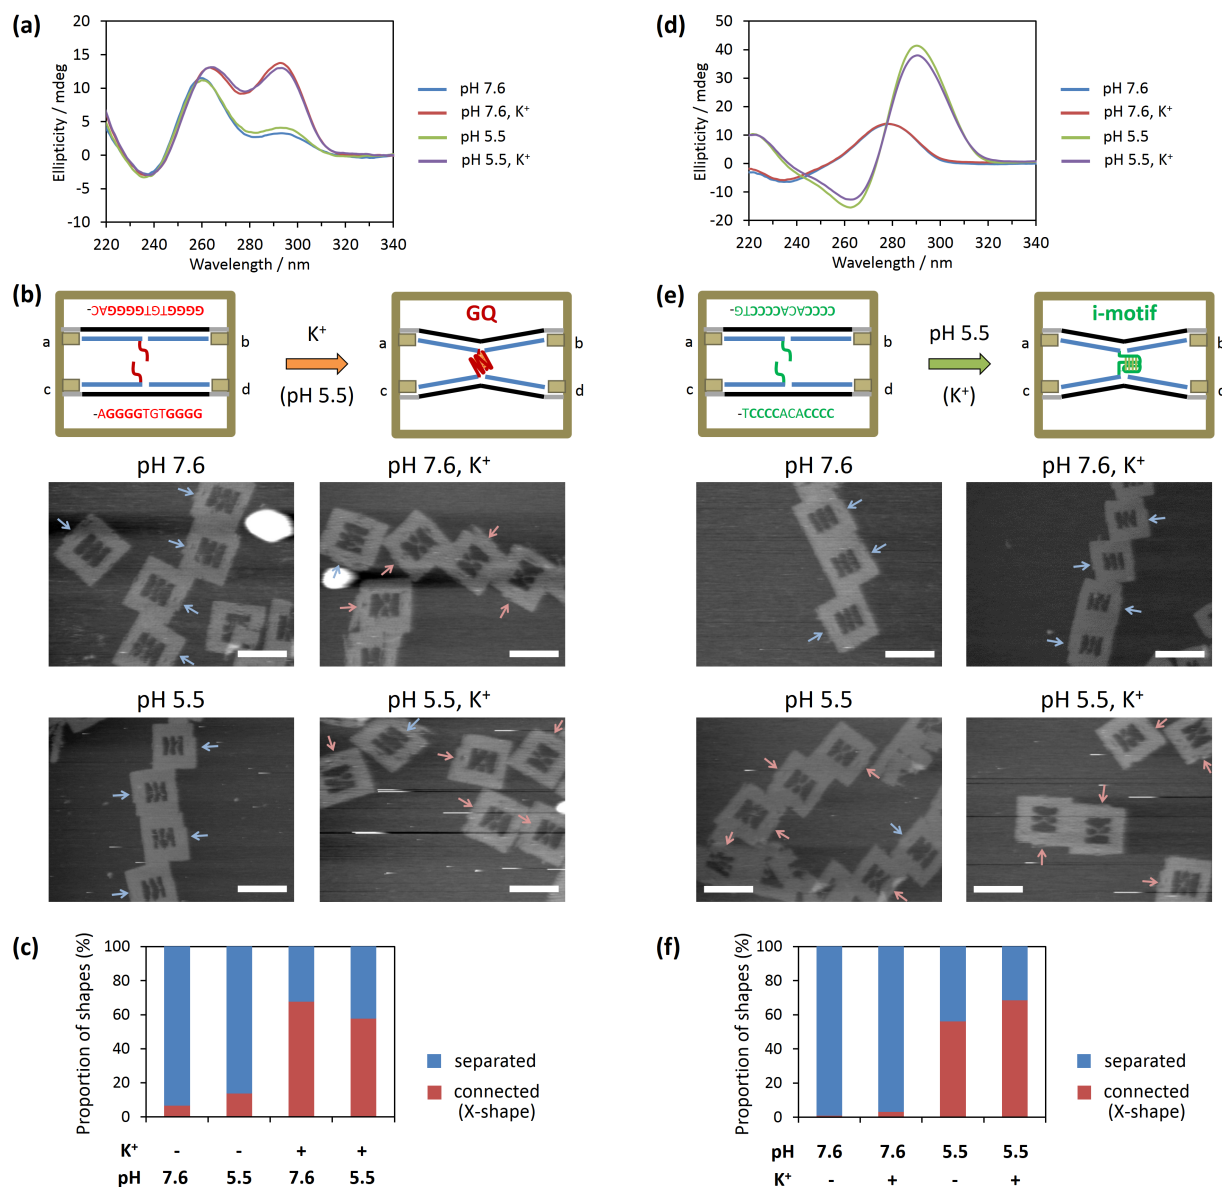 (a)
20
15
10
5
0
-5
-10
220 240 260 280 300 320 340
Ellipticity / mdeg
Wavelength / nm
pH 7.6
pH 7.6, K⁺
pH 5.5
pH 5.5, K⁺
(d)
50
40
30
20
10
0
-10
-20
220 240 260 280 300 320 340
Ellipticity / mdeg
Wavelength / nm
pH 7.6
pH 7.6, K⁺
pH 5.5
pH 5.5, K⁺
(b)
GGGGTGTGGGGAC-
a b
c d
-AGGGGTGTGGGG
K⁺
(pH 5.5)
GQ
a b
c d
pH 7.6
pH 7.6, K⁺
pH 5.5
pH 5.5, K⁺
(e)
CCCCACACCCCTG-
a b
c d
-TCCCCACACCCC
pH 5.5
(K⁺)
i-motif
a b
c d
pH 7.6
pH 7.6, K⁺
pH 5.5
pH 5.5, K⁺
(c)
Proportion of shapes (%)
100
80
60
40
20
0
K⁺ - - + +
pH 7.6 5.5 7.6 5.5
separated
connected
(X-shape)
(f)
Proportion of shapes (%)
100
80
60
40
20
0
pH 7.6 7.6 5.5 5.5
K⁺ - + - +
separated
connected
(X-shape)